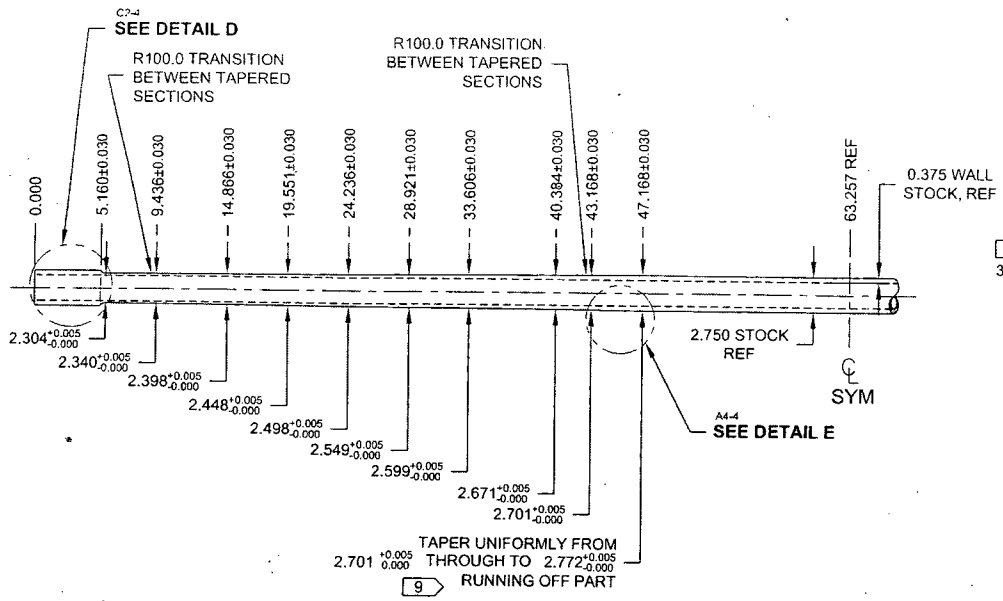 C2-4
SEE DETAIL D
R100.0 TRANSITION
BETWEEN TAPERED
SECTIONS
R100.0 TRANSITION
BETWEEN TAPERED
SECTIONS
0.000
5.160±0.030
9.436±0.030
14.866±0.030
19.551±0.030
24.236±0.030
28.921±0.030
33.606±0.030
40.384±0.030
43.168±0.030
47.168±0.030
63.257 REF
0.375 WALL
STOCK, REF
3
2.304 +0.005 -0.000
2.340 +0.005 -0.000
2.398 +0.005 -0.000
2.448 +0.005 -0.000
2.498 +0.005 -0.000
2.549 +0.005 -0.000
2.599 +0.005 -0.000
2.671 +0.005 -0.000
2.701 +0.005 -0.000
2.750 STOCK
REF
℄
SYM
A4-4
SEE DETAIL E
TAPER UNIFORMLY FROM
2.701 +0.005 0.000 THROUGH TO 2.772 +0.005 -0.000
RUNNING OFF PART
9